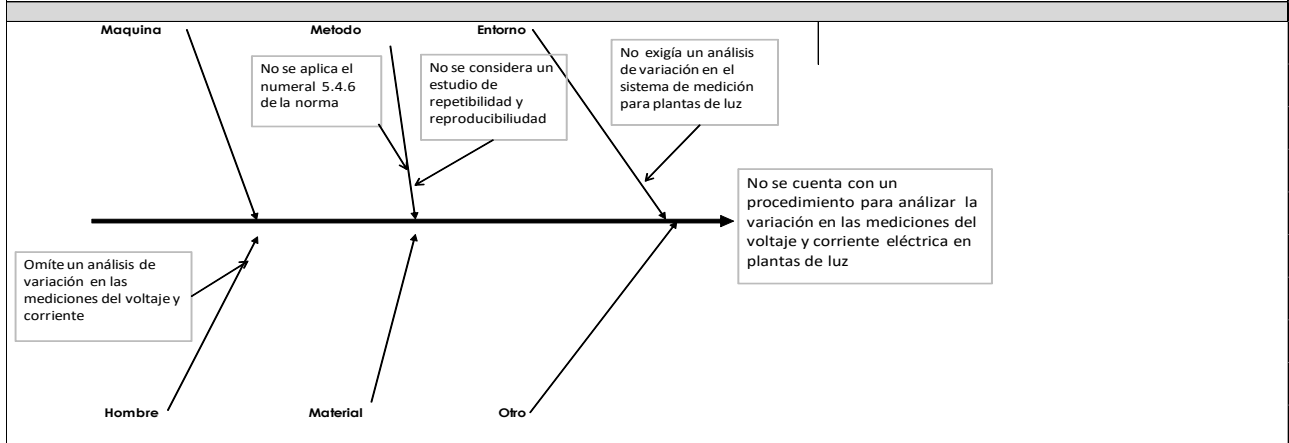 Maquina
Metodo
Entorno
No se aplica el
numeral 5.4.6
de la norma
No se considera un
estudio de
repetibilidad y
reproducibiliudad
No exigía un análisis
de variación en el
sistema de medición
para plantas de luz
No se cuenta con un
procedimiento para análizar la
variación en las mediciones del
voltaje y corriente eléctrica en
plantas de luz
Omíte un análisis de
variación en las
mediciones del voltaje y
corriente
Hombre
Material
Otro